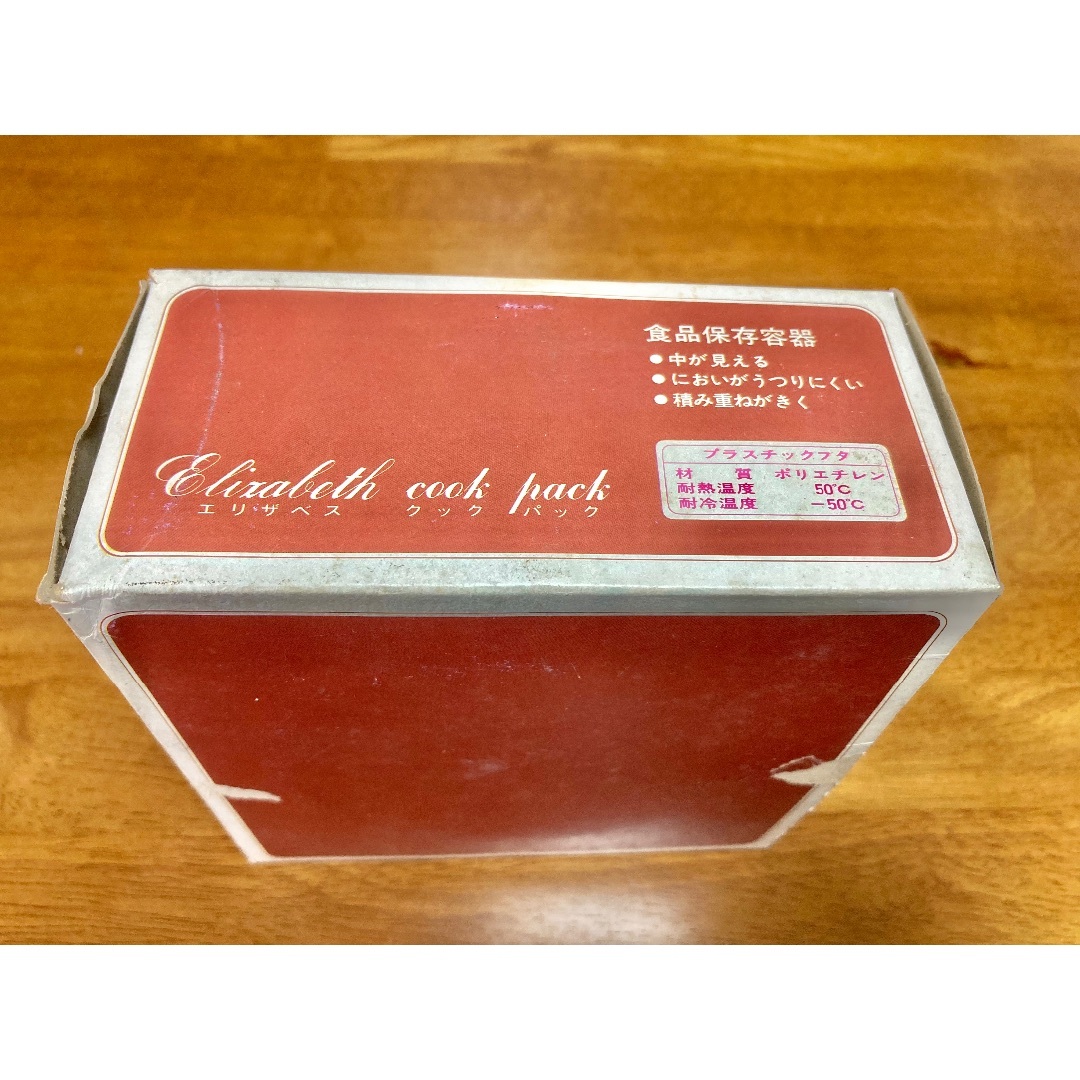 食品保存容器
●中が見える
●においがうつりにくい
●積み重ねがきく
Elizabeth cook pack
エリザベス クック パック
プラスチックフタ
材 質 ポリエチレン
耐熱温度 50℃
耐冷温度 －50℃